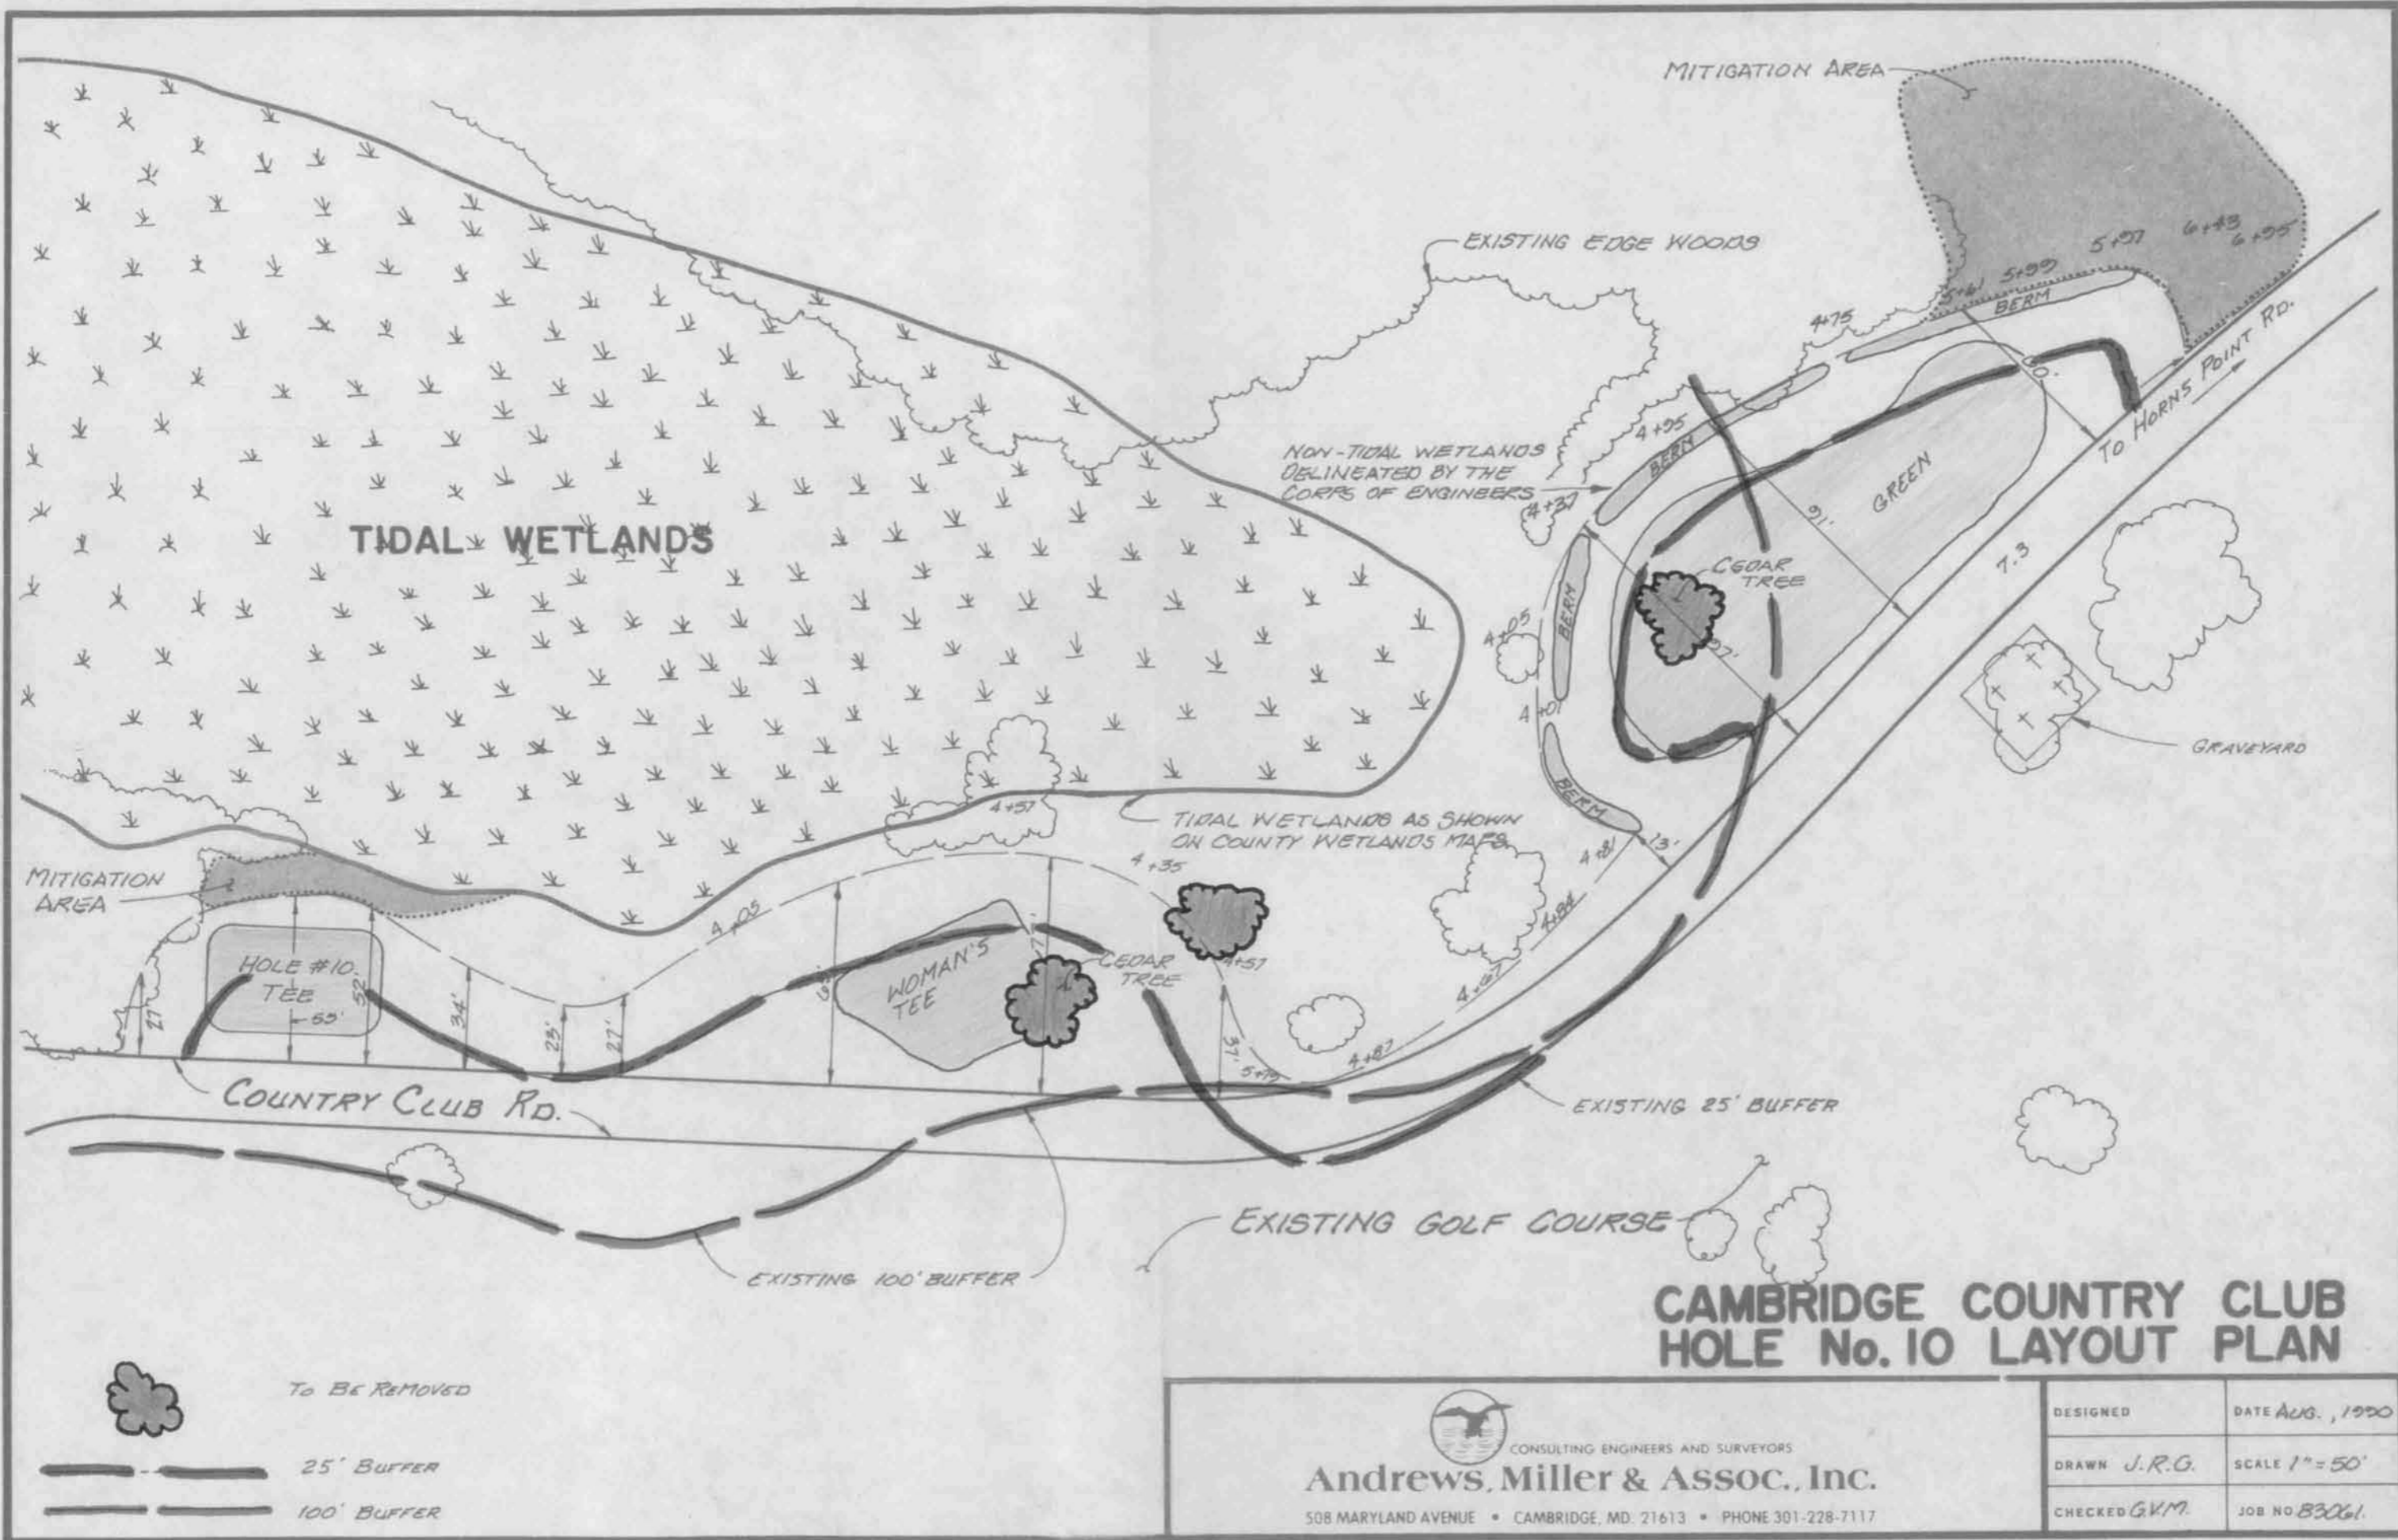 MITIGATION AREA
EXISTING EDGE WOODS
5+97
6+43
6+95
5+99
5+61
BERM
4+75
4+95
BERM
TO HORNS POINT RD.
NON-TIDAL WETLANDS
DELINEATED BY THE
CORPS OF ENGINEERS
4+37
GREEN
91'
7.3
TIDAL WETLANDS
CEDAR
TREE
BERM
4+05
97'
4+01
GRAVEYARD
BERM
4+57
TIDAL WETLANDS AS SHOWN
ON COUNTY WETLANDS MAPS
4+81
13'
4+35
MITIGATION
AREA
4+05
4+84
HOLE #10
TEE
55'
27'
52'
34'
23'
27'
WOMAN'S
TEE
CEDAR
TREE
4+57
4+67
37'
5+75
4+87
COUNTRY CLUB RD.
EXISTING 25' BUFFER
EXISTING GOLF COURSE
EXISTING 100' BUFFER
CAMBRIDGE COUNTRY CLUB
HOLE No. 10 LAYOUT PLAN
TO BE REMOVED
25' BUFFER
100' BUFFER
CONSULTING ENGINEERS AND SURVEYORS
Andrews, Miller & Assoc., Inc.
508 MARYLAND AVENUE • CAMBRIDGE, MD. 21613 • PHONE 301-228-7117
DESIGNED
DATE AUG., 1990
DRAWN J.R.G.
SCALE 1"=50'
CHECKED G.V.M.
JOB NO 83061